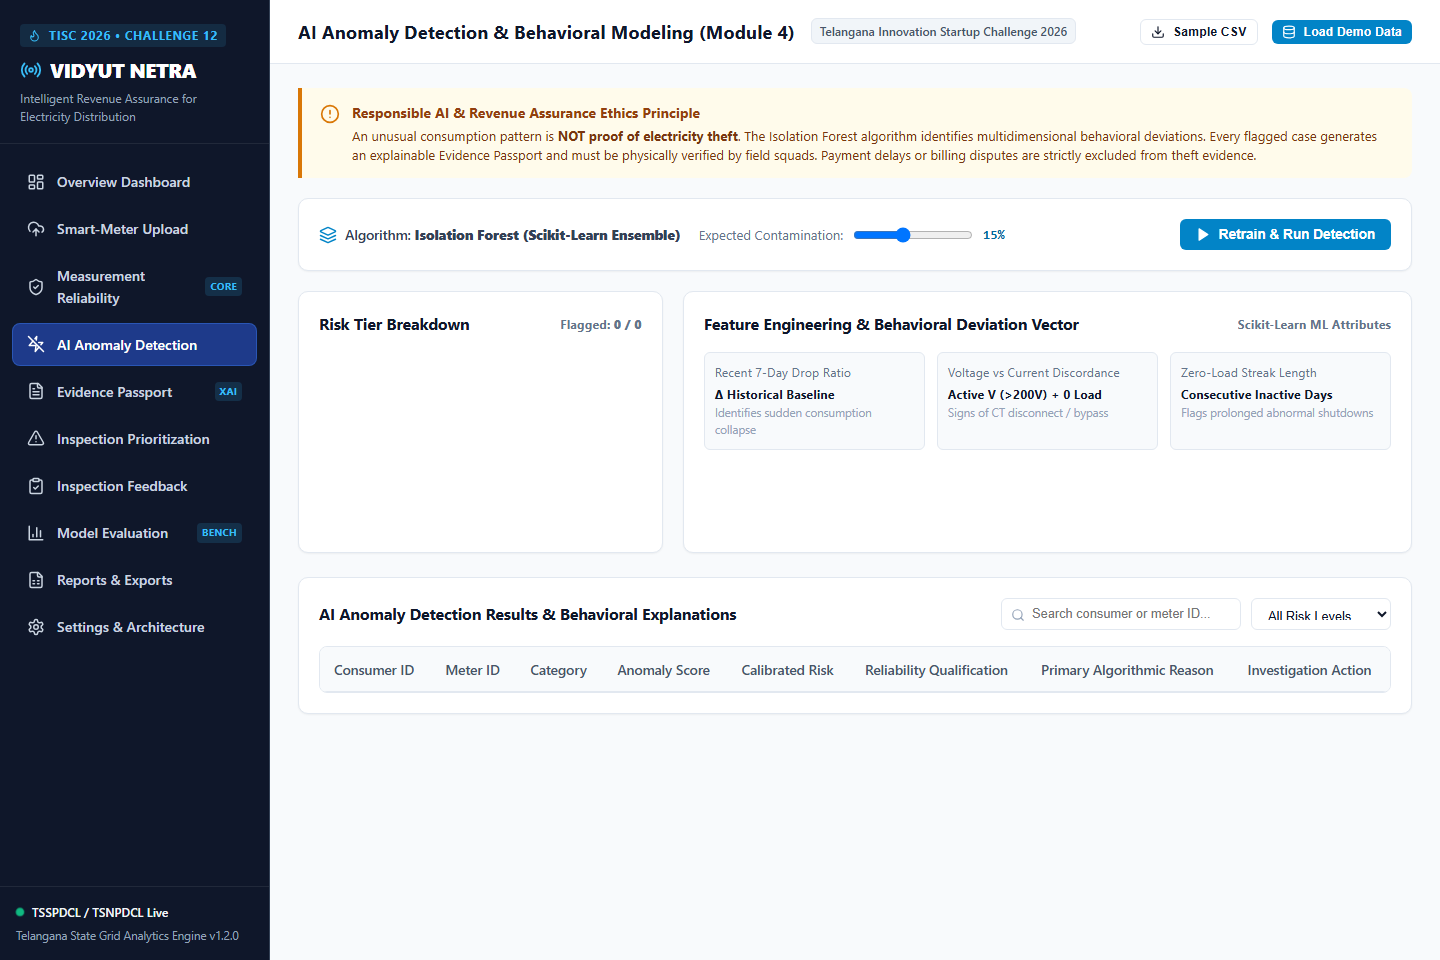 TISC 2026 • CHALLENGE 12
VIDYUT NETRA
Intelligent Revenue Assurance for
Electricity Distribution
Overview Dashboard
Smart-Meter Upload
Measurement
Reliability
CORE
AI Anomaly Detection
Evidence Passport
XAI
Inspection Prioritization
Inspection Feedback
Model Evaluation
BENCH
Reports & Exports
Settings & Architecture
TSSPDCL / TSNPDCL Live
Telangana State Grid Analytics Engine v1.2.0
AI Anomaly Detection & Behavioral Modeling (Module 4)
Telangana Innovation Startup Challenge 2026
Sample CSV
Load Demo Data
Responsible AI & Revenue Assurance Ethics Principle
An unusual consumption pattern is NOT proof of electricity theft. The Isolation Forest algorithm identifies multidimensional behavioral deviations. Every flagged case generates
an explainable Evidence Passport and must be physically verified by field squads. Payment delays or billing disputes are strictly excluded from theft evidence.
Algorithm: Isolation Forest (Scikit-Learn Ensemble)
Expected Contamination:
15%
Retrain & Run Detection
Risk Tier Breakdown
Flagged: 0 / 0
Feature Engineering & Behavioral Deviation Vector
Scikit-Learn ML Attributes
Recent 7-Day Drop Ratio
Δ Historical Baseline
Identifies sudden consumption
collapse
Voltage vs Current Discordance
Active V (>200V) + 0 Load
Signs of CT disconnect / bypass
Zero-Load Streak Length
Consecutive Inactive Days
Flags prolonged abnormal shutdowns
AI Anomaly Detection Results & Behavioral Explanations
Search consumer or meter ID...
All Risk Levels
Consumer ID
Meter ID
Category
Anomaly Score
Calibrated Risk
Reliability Qualification
Primary Algorithmic Reason
Investigation Action